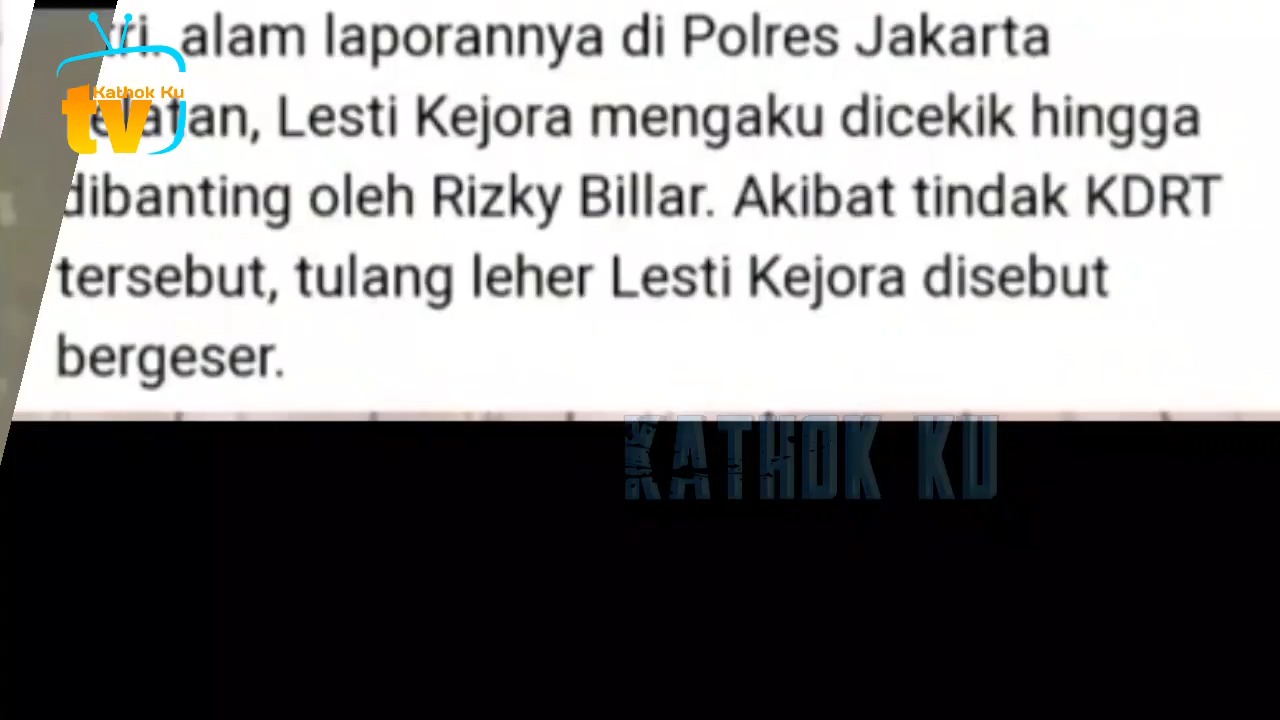 alam laporannya di Polres Jakarta
Kathok Ku
tv
Lesti Kejora mengaku dicekik hingga
dibanting oleh Rizky Billar. Akibat tindak KDRT
tersebut, tulang leher Lesti Kejora disebut
bergeser.
KATHOK KU